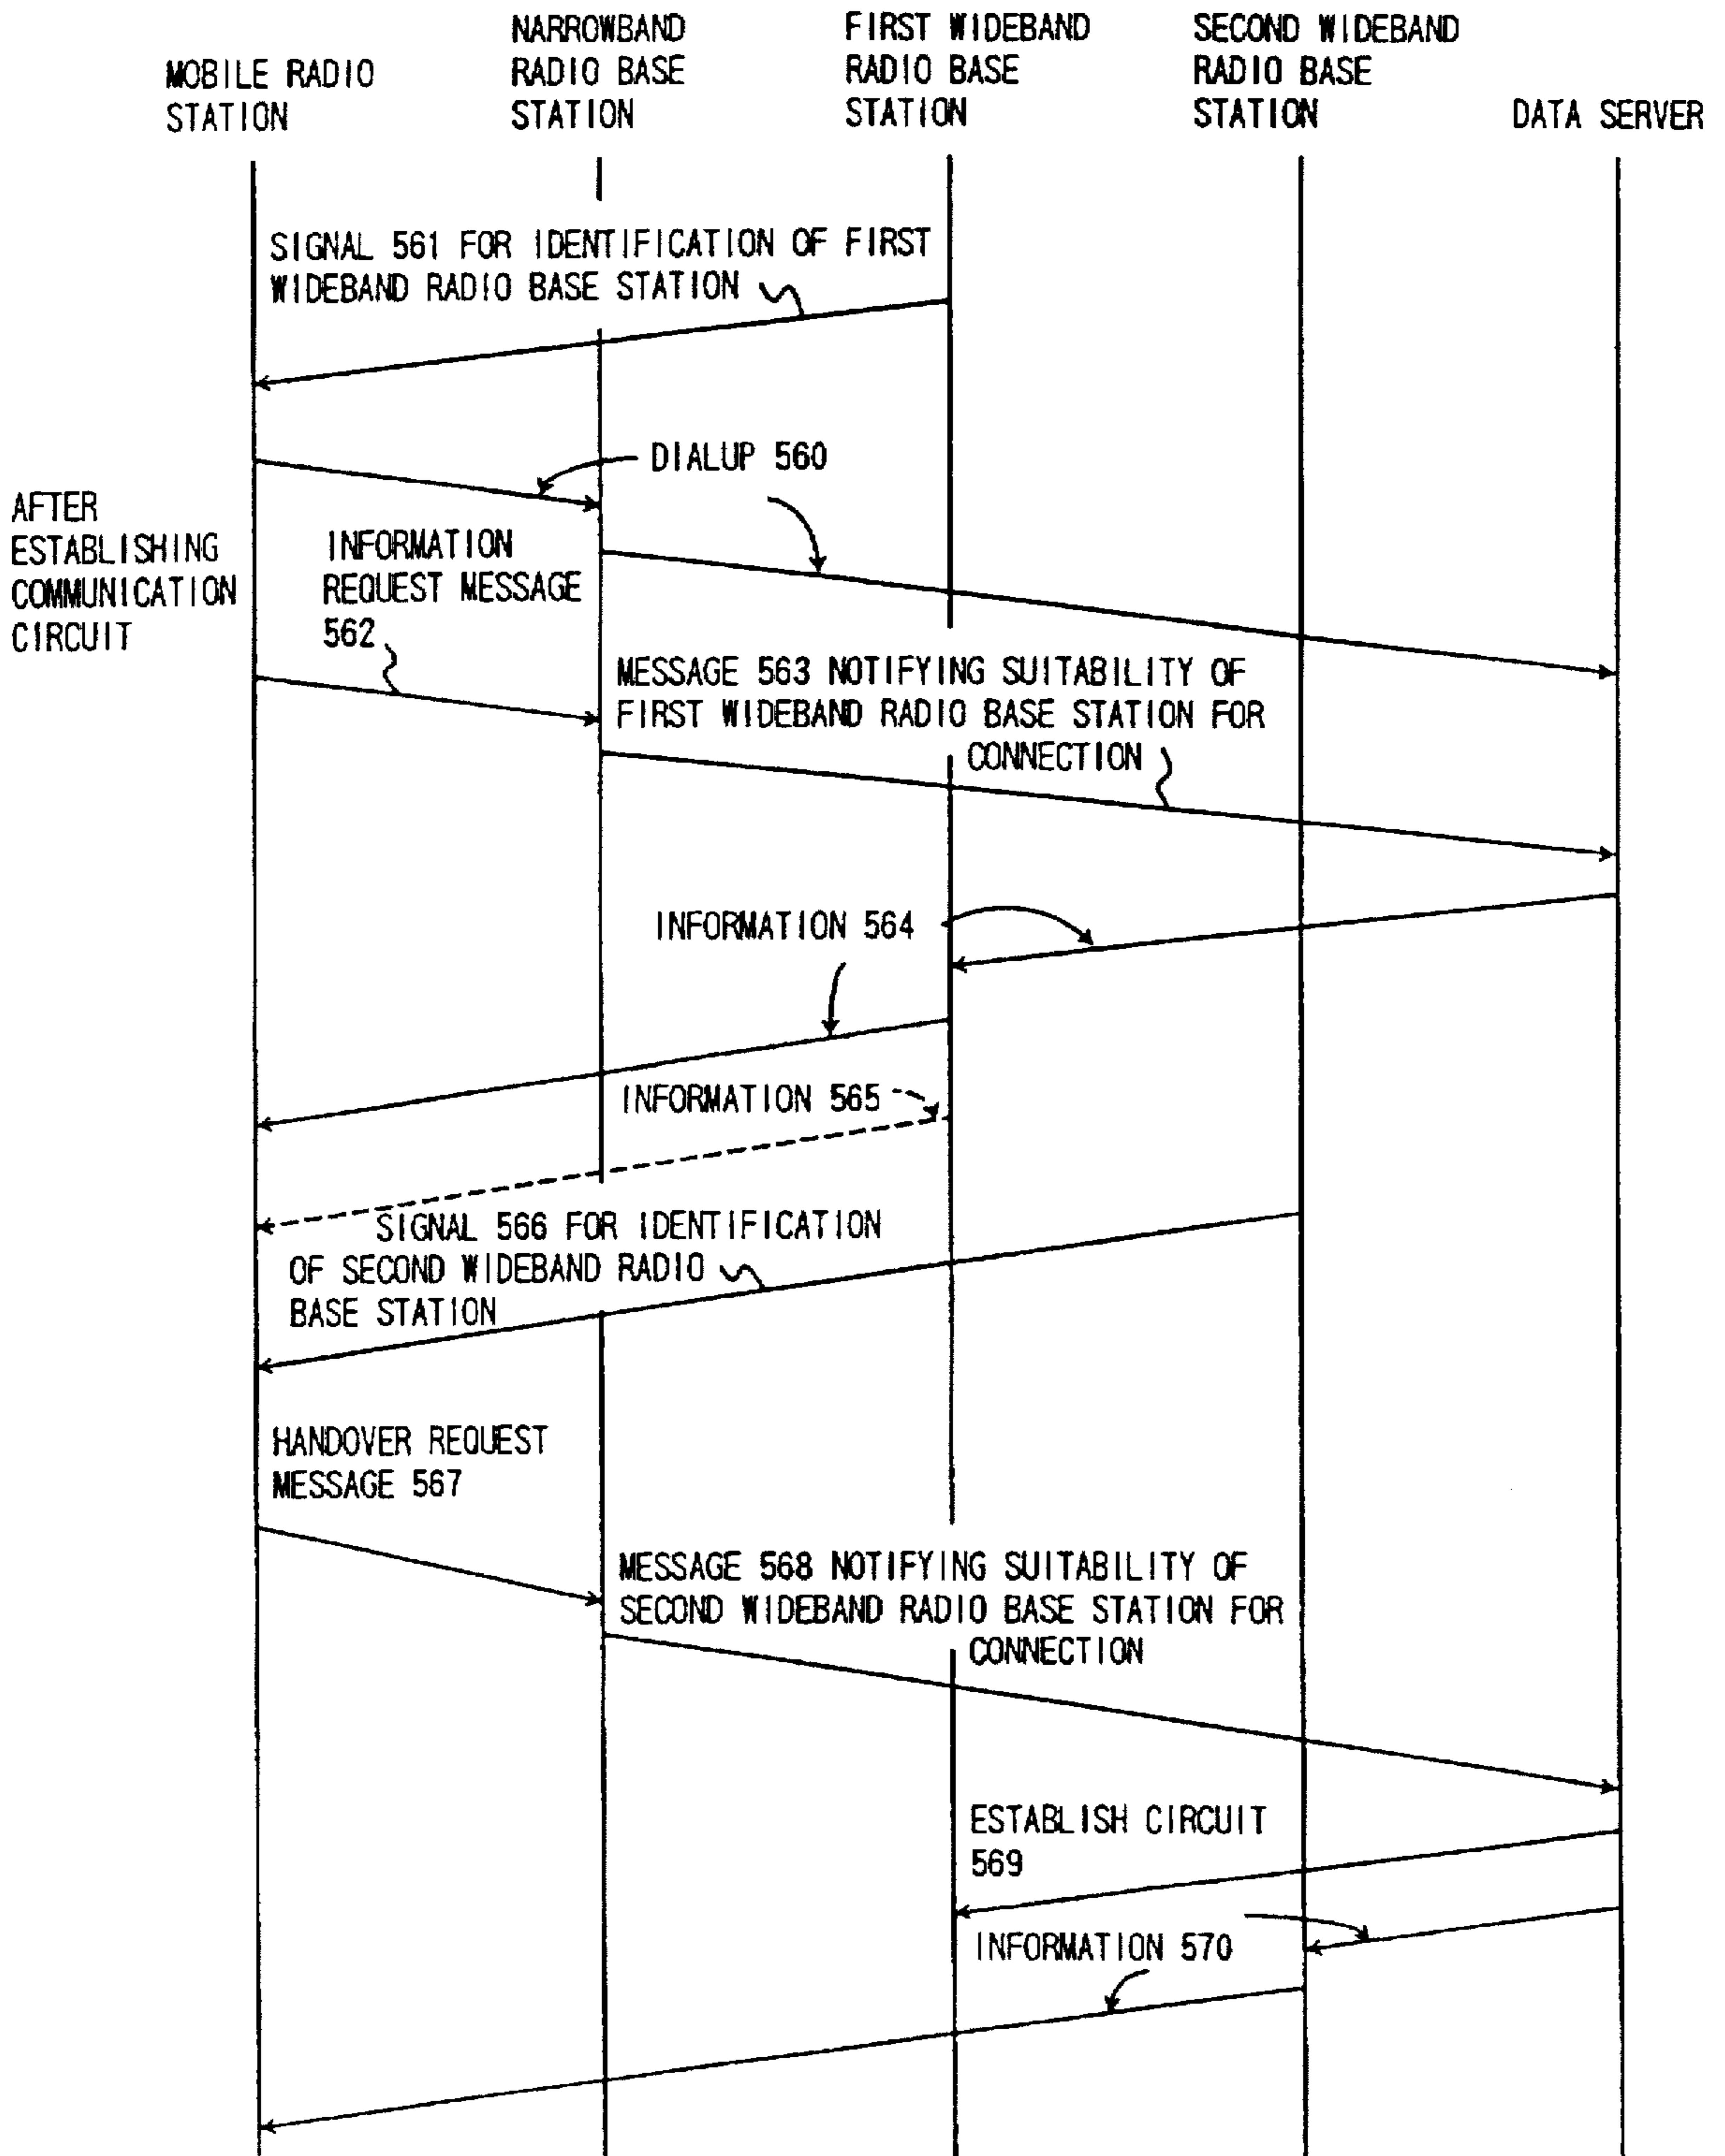 MOBILE RADIO
STATION
NARROWBAND
RADIO BASE
STATION
FIRST WIDEBAND
RADIO BASE
STATION
SECOND WIDEBAND
RADIO BASE
STATION
DATA SERVER
SIGNAL 561 FOR IDENTIFICATION OF FIRST
WIDEBAND RADIO BASE STATION
DIALUP 560
AFTER
ESTABLISHING
COMMUNICATION
CIRCUIT
INFORMATION
REQUEST MESSAGE
562
MESSAGE 563 NOTIFYING SUITABILITY OF
FIRST WIDEBAND RADIO BASE STATION FOR
CONNECTION
INFORMATION 564
INFORMATION 565
SIGNAL 566 FOR IDENTIFICATION
OF SECOND WIDEBAND RADIO
BASE STATION
HANDOVER REQUEST
MESSAGE 567
MESSAGE 568 NOTIFYING SUITABILITY OF
SECOND WIDEBAND RADIO BASE STATION FOR
CONNECTION
ESTABLISH CIRCUIT
569
INFORMATION 570